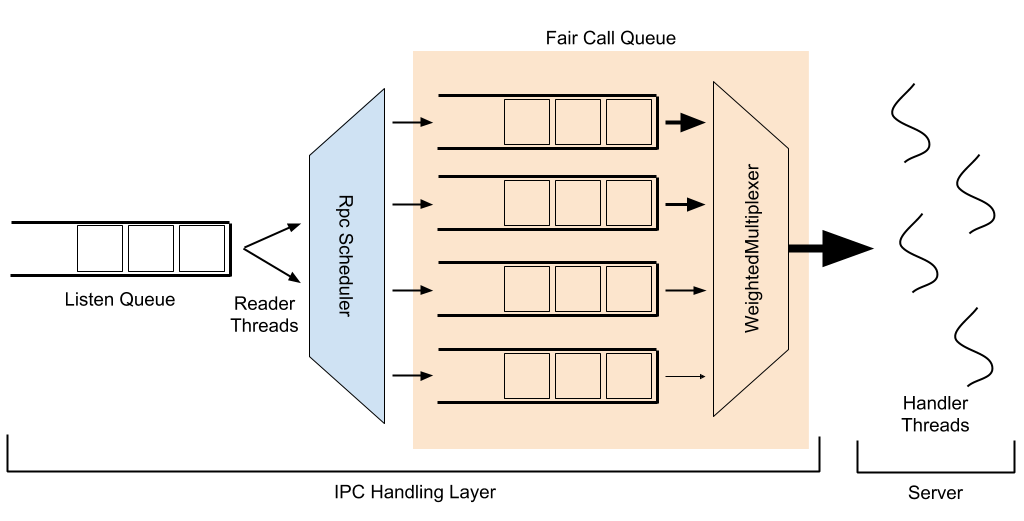 Fair Call Queue
Listen Queue
Reader
Threads
Rpc Scheduler
WeightedMultiplexer
Handler
Threads
IPC Handling Layer
Server